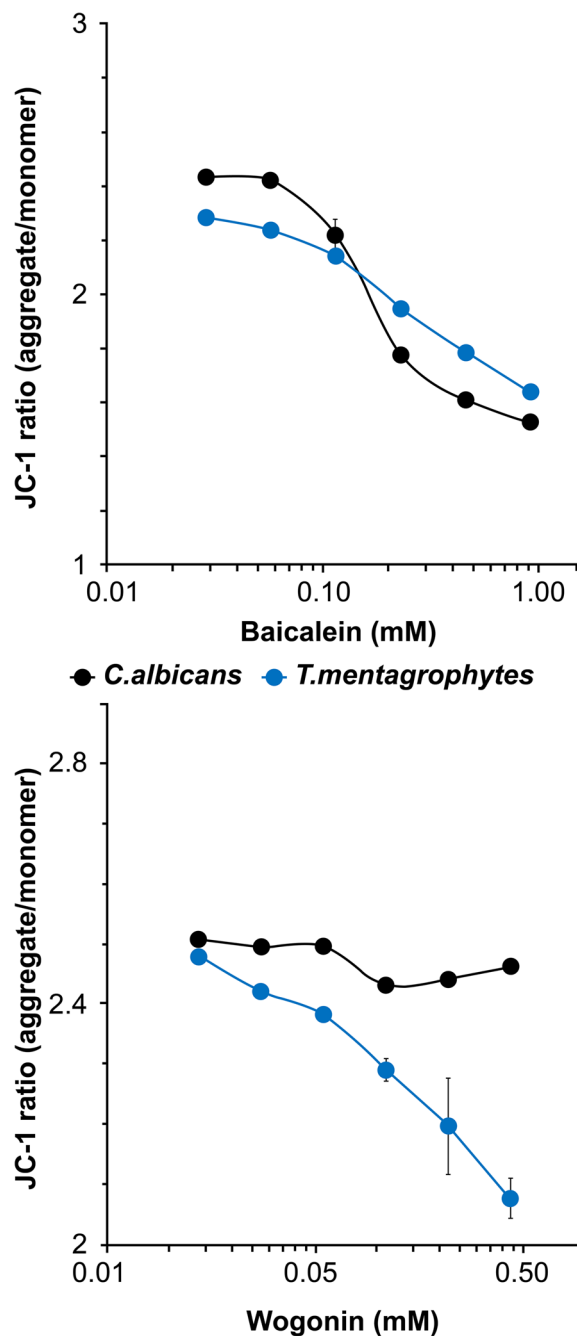 3
2
1
JC-1 ratio (aggregate/monomer)
0.01
0.10
1.00
Baicalein (mM)
C.albicans
T.mentagrophytes
2.8
2.4
2
JC-1 ratio (aggregate/monomer)
0.01
0.05
0.50
Wogonin (mM)